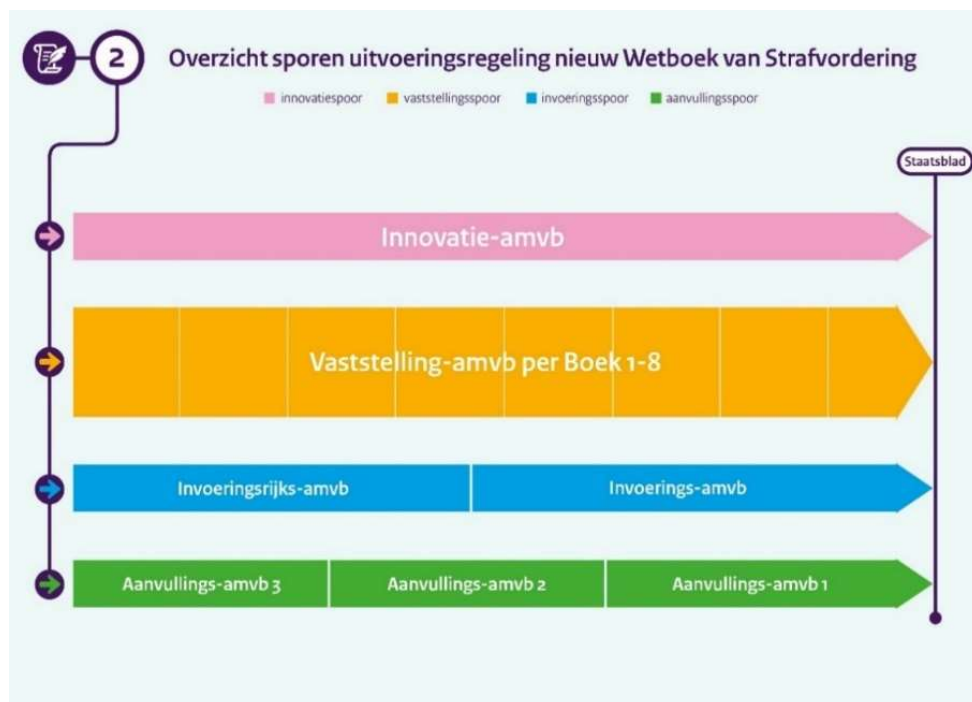 2
Overzicht sporen uitvoeringsregeling nieuw Wetboek van Strafvordering
innovatiespoor vaststellingsspoor invoeringsspoor aanvullingsspoor
Staatsblad
Innovatie-amvb
Vaststelling-amvb per Boek 1-8
Invoeringsrijks-amvb Invoerings-amvb
Aanvullings-amvb 3 Aanvullings-amvb 2 Aanvullings-amvb 1